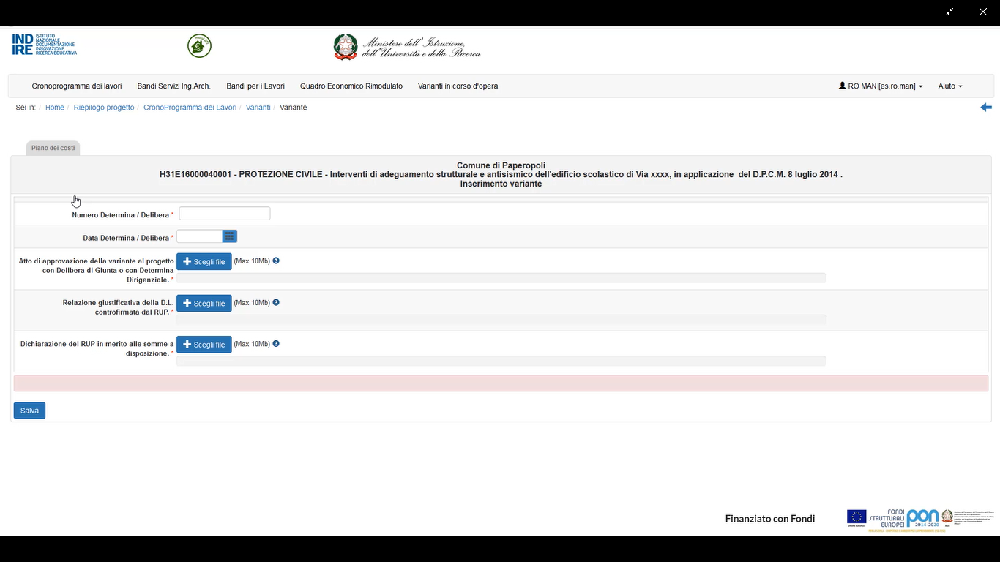 IND
IRE
ISTITUTO
NAZIONALE
DOCUMENTAZIONE
INNOVAZIONE
RICERCA EDUCATIVA
Ministero dell'Istruzione,
dell'Università e della Ricerca
Cronoprogramma dei lavori Bandi Servizi Ing.Arch. Bandi per i Lavori Quadro Economico Rimodulato Varianti in corso d'opera RO MAN [es.ro.man] Aiuto
Sei in: / Home / Riepilogo progetto / CronoProgramma dei Lavori / Varianti / Variante
Piano dei costi
Comune di Paperopoli
H31E16000040001 - PROTEZIONE CIVILE - Interventi di adeguamento strutturale e antisismico dell'edificio scolastico di Via xxxx, in applicazione del D.P.C.M. 8 luglio 2014 .
Inserimento variante
Numero Determina / Delibera *
Data Determina / Delibera *
Atto di approvazione della variante al progetto
con Delibera di Giunta o con Determina
Dirigenziale. *
Scegli file (Max 10Mb) ?
Relazione giustificativa della D.L.
controfirmata dal RUP. *
Scegli file (Max 10Mb) ?
Dichiarazione del RUP in merito alle somme a
disposizione. *
Scegli file (Max 10Mb) ?
Salva
Finanziato con Fondi
UNIONE EUROPEA
FONDI
STRUTTURALI
EUROPEI
pon
2014-2020